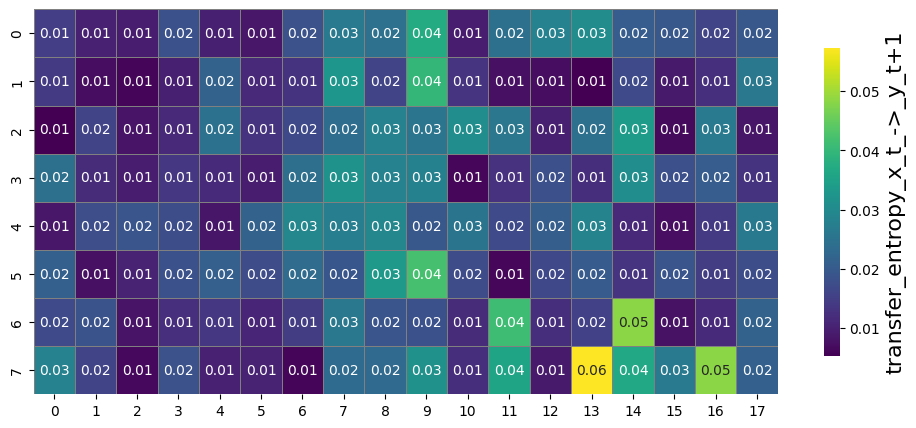 0 0.01 0.01 0.01 0.02 0.01 0.01 0.02 0.03 0.02 0.04 0.01 0.02 0.03 0.03 0.02 0.02 0.02 0.02
1 0.01 0.01 0.01 0.01 0.02 0.01 0.01 0.03 0.02 0.04 0.01 0.01 0.01 0.01 0.02 0.01 0.01 0.03
2 0.01 0.02 0.01 0.01 0.02 0.01 0.02 0.02 0.03 0.03 0.03 0.03 0.01 0.02 0.03 0.01 0.03 0.01
3 0.02 0.01 0.01 0.01 0.01 0.01 0.02 0.03 0.03 0.03 0.01 0.01 0.02 0.01 0.03 0.02 0.02 0.01
4 0.01 0.02 0.02 0.02 0.01 0.02 0.03 0.03 0.03 0.02 0.03 0.02 0.02 0.03 0.01 0.01 0.01 0.03
5 0.02 0.01 0.01 0.02 0.02 0.02 0.02 0.02 0.03 0.04 0.02 0.01 0.02 0.02 0.01 0.02 0.01 0.02
6 0.02 0.02 0.01 0.01 0.01 0.01 0.01 0.03 0.02 0.02 0.01 0.04 0.01 0.02 0.05 0.01 0.01 0.02
7 0.03 0.02 0.01 0.02 0.01 0.01 0.01 0.02 0.02 0.03 0.01 0.04 0.01 0.06 0.04 0.03 0.05 0.02
0 1 2 3 4 5 6 7 8 9 10 11 12 13 14 15 16 17
0.05
0.04
0.03
0.02
0.01
transfer_entropy_x_t_->_y_t+1